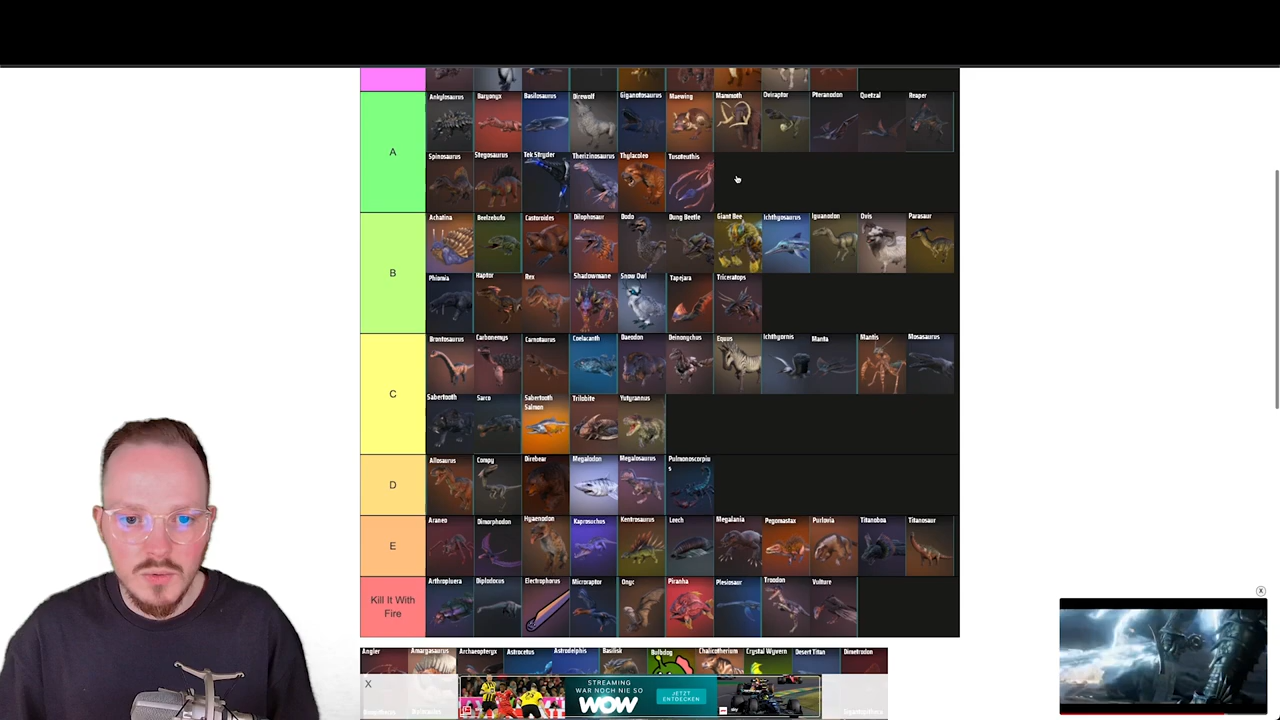 A
Ankylosaurus Baryonyx Basilosaurus Direwolf Giganotosaurus Maewing Mammoth Oviraptor Pteranodon Quetzal Reaper
Spinosaurus Stegosaurus Tek Stryder Therizinosaurus Thylacoleo Tusoteuthis
B
Achatina Beelzebufo Castoroides Dilophosaur Dodo Dung Beetle Giant Bee Ichthyosaurus Iguanodon Ovis Parasaur
Phiomia Raptor Rex Shadowmane Snow Owl Tapejara Triceratops
C
Brontosaurus Carbonemys Carnotaurus Coelacanth Daeodon Deinonychus Equus Ichthyornis Manta Mantis Mosasaurus
Sabertooth Sarco Sabertooth Trilobite Yutyrannus
Salmon
D
Allosaurus Compy Direbear Megalodon Megalosaurus Pulmonoscorpiu
s
E
Araneo Dimorphodon Hyaenodon Kaprosuchus Kentrosaurus Leech Megalania Pegomastax Purlovia Titanoboa Titanosaur
Kill It With
Fire
Arthropluera Diplodocus Electrophorus Microraptor Onyc Piranha Plesiosaur Troodon Vulture
Angler Amargasaurus Archaeopteryx Astrocetus Astrodelphis Basilisk Bulbdog Chalicotherium Crystal Wyvern Desert Titan Dimetrodon
X
STREAMING
WAR NOCH NIE SO
WOW
JETZT
ENTDECKEN
sky
Gigantopithecus
X